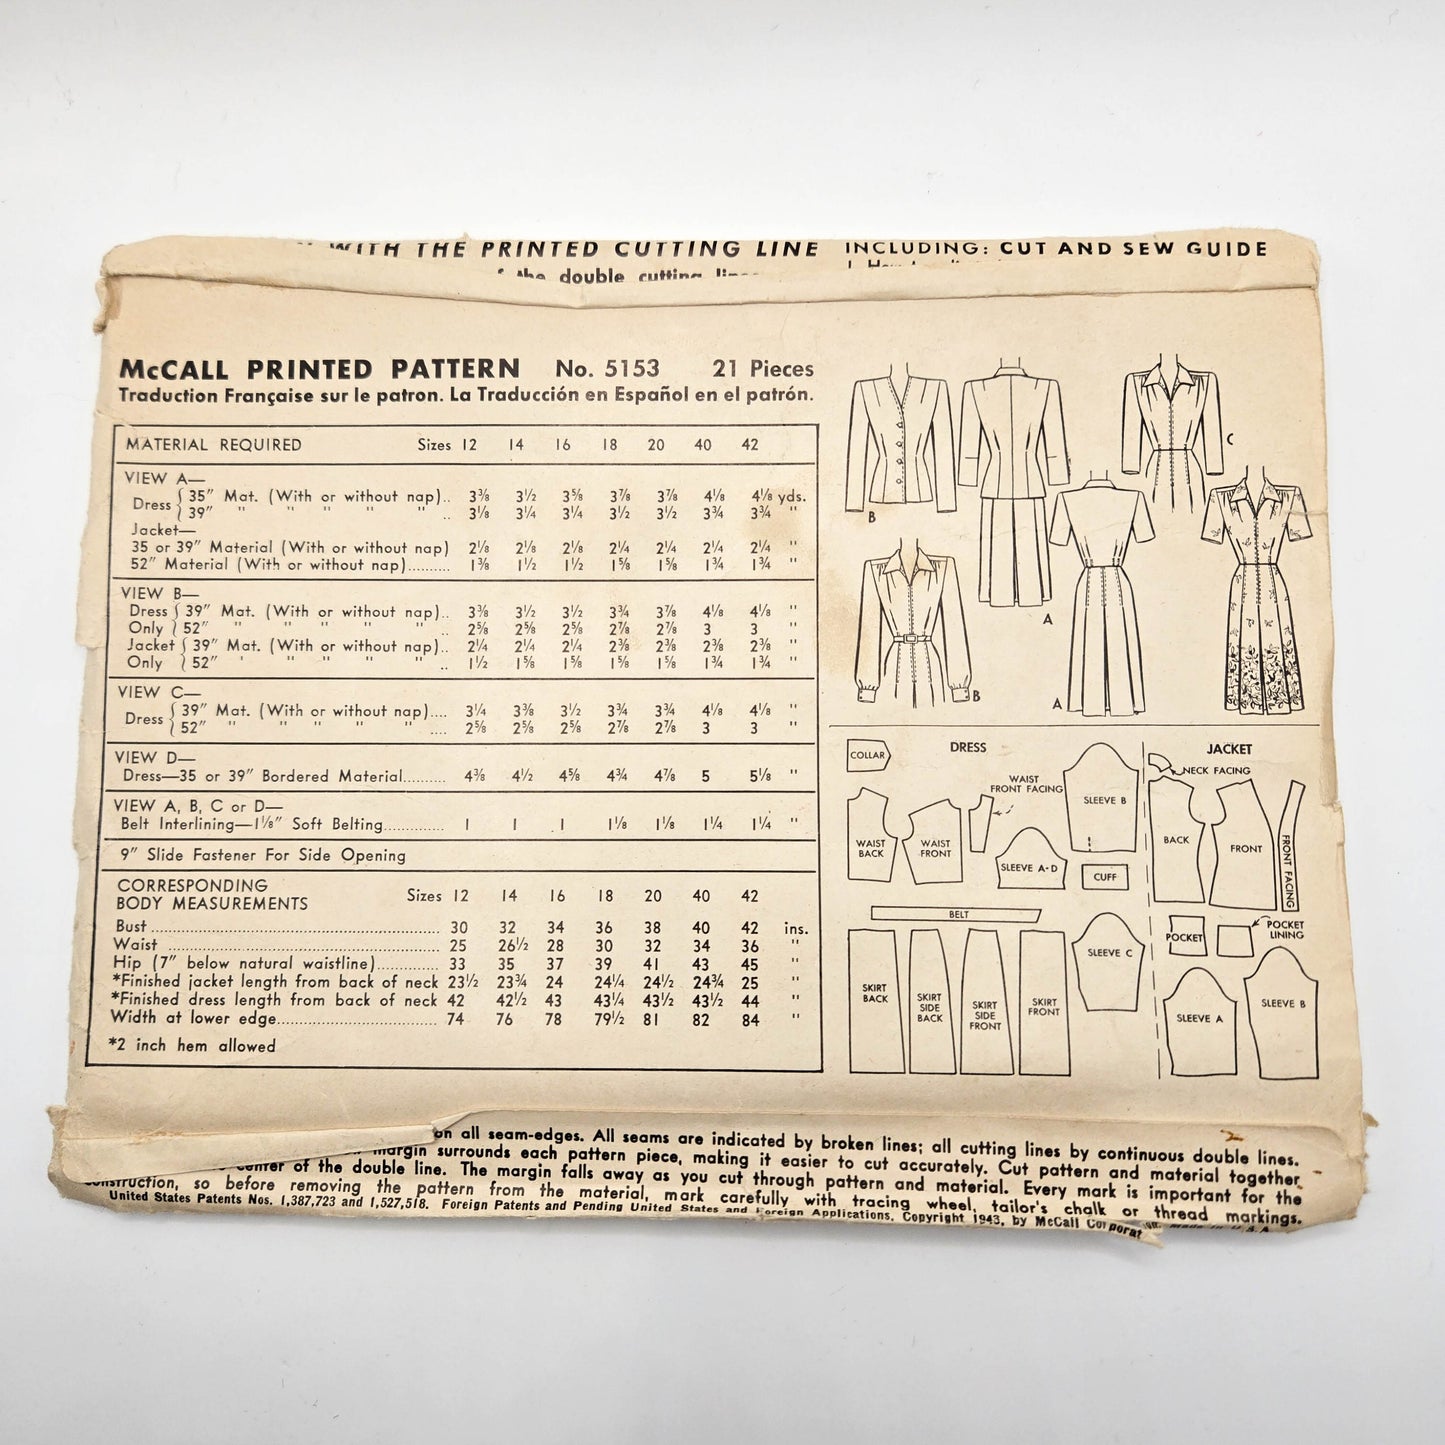 WITH THE PRINTED CUTTING LINE INCLUDING: CUT AND SEW GUIDE
the double cutting
McCALL PRINTED PATTERN No. 5153 21 Pieces
Traduction Française sur le patron. La Traducción en Español en el patrón.
MATERIAL REQUIRED Sizes 12 14 16 18 20 40 42
VIEW A—
Dress { 35" Mat. (With or without nap).. 3⅜ 3½ 3⅝ 3⅞ 3⅞ 4⅛ 4⅛ yds.
39" " " " " .. 3⅛ 3¼ 3¼ 3½ 3½ 3¾ 3¾ "
Jacket—
35 or 39" Material (With or without nap) 2⅛ 2⅛ 2⅛ 2¼ 2¼ 2¼ 2¼ "
52" Material (With or without nap).......... 1⅜ 1½ 1½ 1⅝ 1⅝ 1¾ 1¾ "
VIEW B—
Dress { 39" Mat. (With or without nap).. 3⅜ 3½ 3½ 3¾ 3⅞ 4⅛ 4⅛ "
Only { 52" " " " " .. 2⅝ 2⅝ 2⅝ 2⅞ 2⅞ 3 3 "
Jacket { 39" Mat. (With or without nap).. 2¼ 2¼ 2¼ 2⅜ 2⅜ 2⅜ 2⅜ "
Only { 52" ' " " " .. 1½ 1⅝ 1⅝ 1⅝ 1⅝ 1¾ 1¾ "
VIEW C—
Dress { 39" Mat. (With or without nap).... 3¼ 3⅜ 3½ 3¾ 3¾ 4⅛ 4⅛ "
52" " " " " .... 2⅝ 2⅝ 2⅝ 2⅞ 2⅞ 3 3 "
VIEW D—
Dress—35 or 39" Bordered Material.......... 4⅜ 4½ 4⅝ 4¾ 4⅞ 5 5⅛ "
VIEW A, B, C or D—
Belt Interlining—1⅛" Soft Belting.............. 1 1 1 1⅛ 1⅛ 1¼ 1¼ "
9" Slide Fastener For Side Opening
CORRESPONDING
BODY MEASUREMENTS Sizes 12 14 16 18 20 40 42
Bust .................................................. 30 32 34 36 38 40 42 ins.
Waist .............................................. 25 26½ 28 30 32 34 36 "
Hip (7" below natural waistline).............. 33 35 37 39 41 43 45 "
*Finished jacket length from back of neck 23½ 23¾ 24 24¼ 24½ 24¾ 25 "
*Finished dress length from back of neck 42 42½ 43 43¼ 43½ 43½ 44 "
Width at lower edge............................ 74 76 78 79½ 81 82 84 "
*2 inch hem allowed
B
A
C
B
A
COLLAR
DRESS
WAIST
FRONT FACING
SLEEVE B
WAIST
BACK
WAIST
FRONT
SLEEVE A-D
CUFF
BELT
SLEEVE C
SKIRT
BACK
SKIRT
SIDE
BACK
SKIRT
SIDE
FRONT
SKIRT
FRONT
JACKET
NECK FACING
BACK
FRONT
FRONT FACING
POCKET
POCKET
LINING
SLEEVE A
SLEEVE B
on all seam-edges. All seams are indicated by broken lines; all cutting lines by continuous double lines.
margin surrounds each pattern piece, making it easier to cut accurately. Cut pattern and material together
center of the double line. The margin falls away as you cut through pattern and material. Every mark is important for the
construction, so before removing the pattern from the material, mark carefully with tracing wheel, tailor's chalk or thread markings.
United States Patents Nos. 1,387,723 and 1,527,518. Foreign Patents and Pending United States and Foreign Applications. Copyright 1943, by McCall Corporat